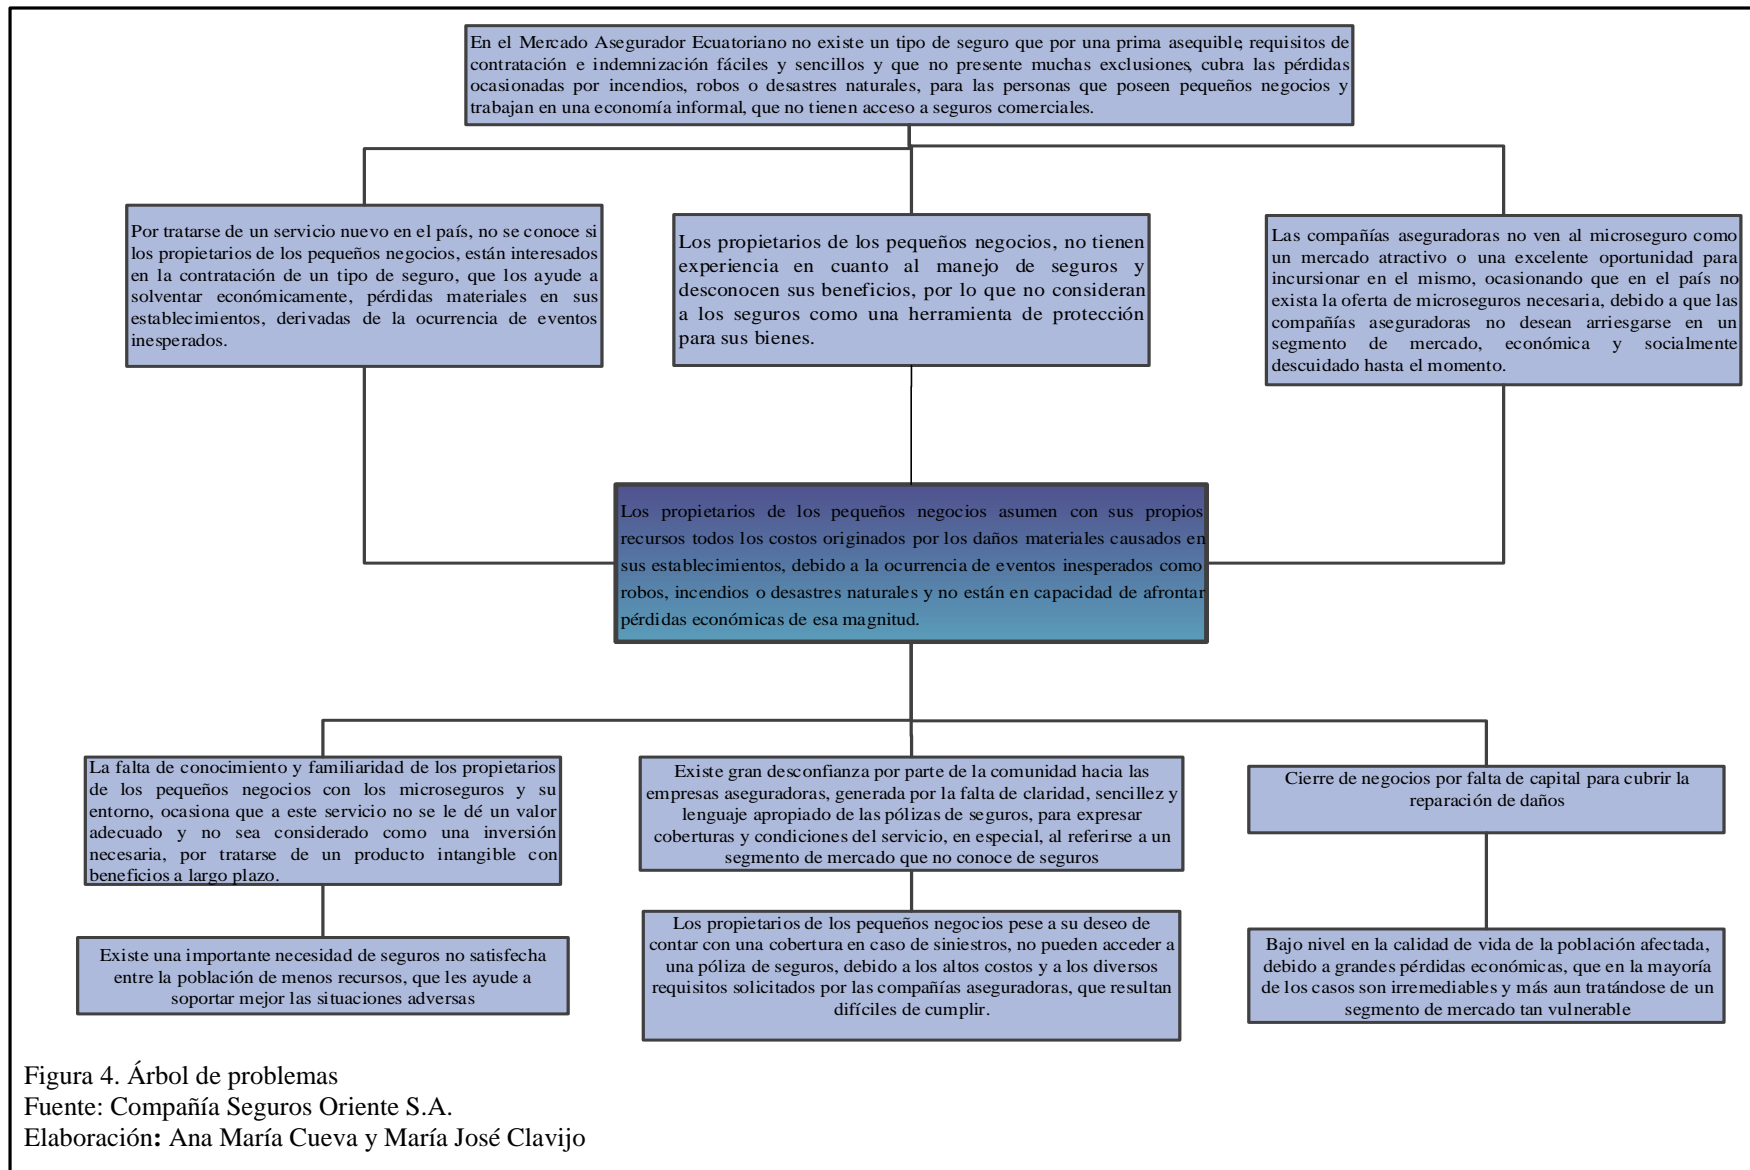 En el Mercado Asegurador Ecuatoriano no existe un tipo de seguro que por una prima asequible, requisitos de
contratación e indemnización fáciles y sencillos y que no presente muchas exclusiones, cubra las pérdidas
ocasionadas por incendios, robos o desastres naturales, para las personas que poseen pequeños negocios y
trabajan en una economía informal, que no tienen acceso a seguros comerciales.
Por tratarse de un servicio nuevo en el país, no se conoce si
los propietarios de los pequeños negocios, están interesados
en la contratación de un tipo de seguro, que los ayude a
solventar económicamente, pérdidas materiales en sus
establecimientos, derivadas de la ocurrencia de eventos
inesperados.
Los propietarios de los pequeños negocios, no tienen
experiencia en cuanto al manejo de seguros y
desconocen sus beneficios, por lo que no consideran
a los seguros como una herramienta de protección
para sus bienes.
Las compañías aseguradoras no ven al microseguro como
un mercado atractivo o una excelente oportunidad para
incursionar en el mismo, ocasionando que en el país no
exista la oferta de microseguros necesaria, debido a que las
compañías aseguradoras no desean arriesgarse en un
segmento de mercado, económica y socialmente
descuidado hasta el momento.
Los propietarios de los pequeños negocios asumen con sus propios
recursos todos los costos originados por los daños materiales causados en
sus establecimientos, debido a la ocurrencia de eventos inesperados como
robos, incendios o desastres naturales y no están en capacidad de afrontar
pérdidas económicas de esa magnitud.
La falta de conocimiento y familiaridad de los propietarios
de los pequeños negocios con los microseguros y su
entorno, ocasiona que a este servicio no se le dé un valor
adecuado y no sea considerado como una inversión
necesaria, por tratarse de un producto intangible con
beneficios a largo plazo.
Existe gran desconfianza por parte de la comunidad hacia las
empresas aseguradoras, generada por la falta de claridad, sencillez y
lenguaje apropiado de las pólizas de seguros, para expresar
coberturas y condiciones del servicio, en especial, al referirse a un
segmento de mercado que no conoce de seguros
Cierre de negocios por falta de capital para cubrir la
reparación de daños
Existe una importante necesidad de seguros no satisfecha
entre la población de menos recursos, que les ayude a
soportar mejor las situaciones adversas
Los propietarios de los pequeños negocios pese a su deseo de
contar con una cobertura en caso de siniestros, no pueden acceder a
una póliza de seguros, debido a los altos costos y a los diversos
requisitos solicitados por las compañías aseguradoras, que resultan
difíciles de cumplir.
Bajo nivel en la calidad de vida de la población afectada,
debido a grandes pérdidas económicas, que en la mayoría
de los casos son irremediables y más aun tratándose de un
segmento de mercado tan vulnerable
Figura 4. Árbol de problemas
Fuente: Compañía Seguros Oriente S.A.
Elaboración: Ana María Cueva y María José Clavijo